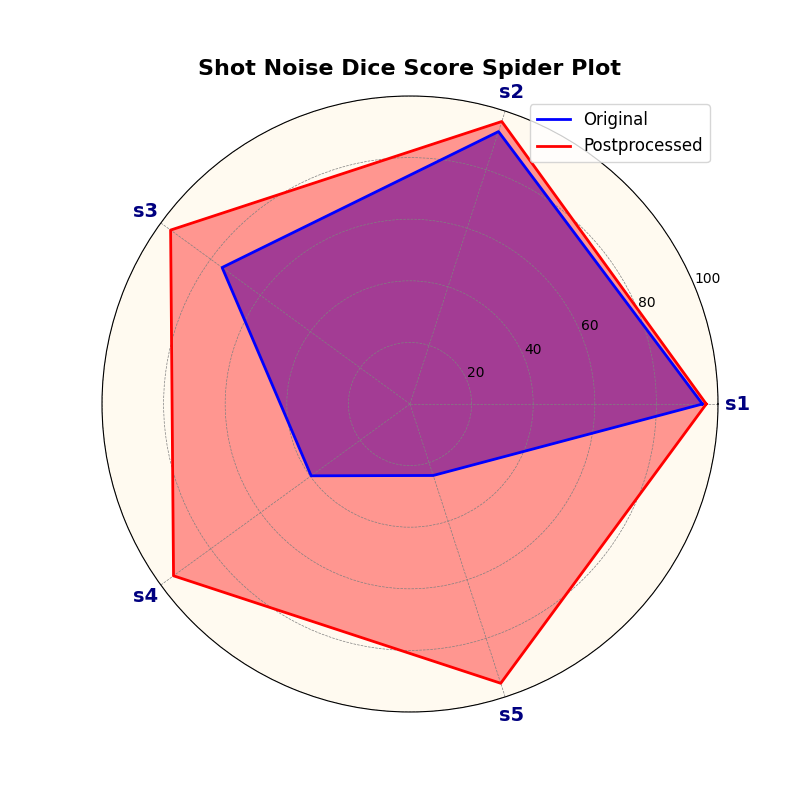 Shot Noise Dice Score Spider Plot
s2
Original
Postprocessed
s3
100
80
60
40
20
s1
s4
s5